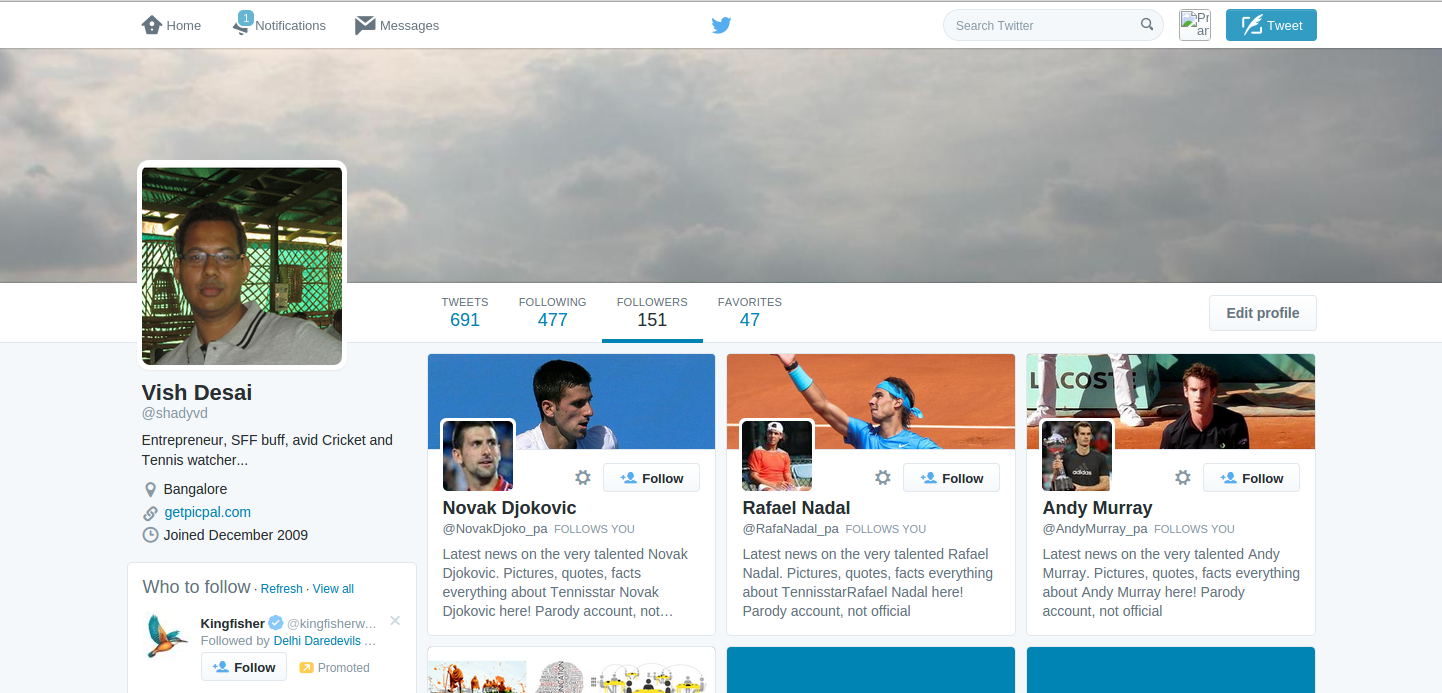 Home
1
Notifications
Messages
Search Twitter
Tweet
TWEETS
691
FOLLOWING
477
FOLLOWERS
151
FAVORITES
47
Edit profile
Vish Desai
@shadyvd
Entrepreneur, SFF buff, avid Cricket and
Tennis watcher...
Bangalore
getpicpal.com
Joined December 2009
Who to follow · Refresh · View all
Kingfisher @kingfisherw...
Followed by Delhi Daredevils ...
Follow
Promoted
Follow
Novak Djokovic
@NovakDjoko_pa FOLLOWS YOU
Latest news on the very talented Novak
Djokovic. Pictures, quotes, facts
everything about Tennisstar Novak
Djokovic here! Parody account, not...
Follow
Rafael Nadal
@RafaNadal_pa FOLLOWS YOU
Latest news on the very talented Rafael
Nadal. Pictures, quotes, facts everything
about TennisstarRafael Nadal here!
Parody account, not official
LACOSTE
adidas
Follow
Andy Murray
@AndyMurray_pa FOLLOWS YOU
Latest news on the very talented Andy
Murray. Pictures, quotes, facts everything
about Andy Murray here! Parody
account, not official